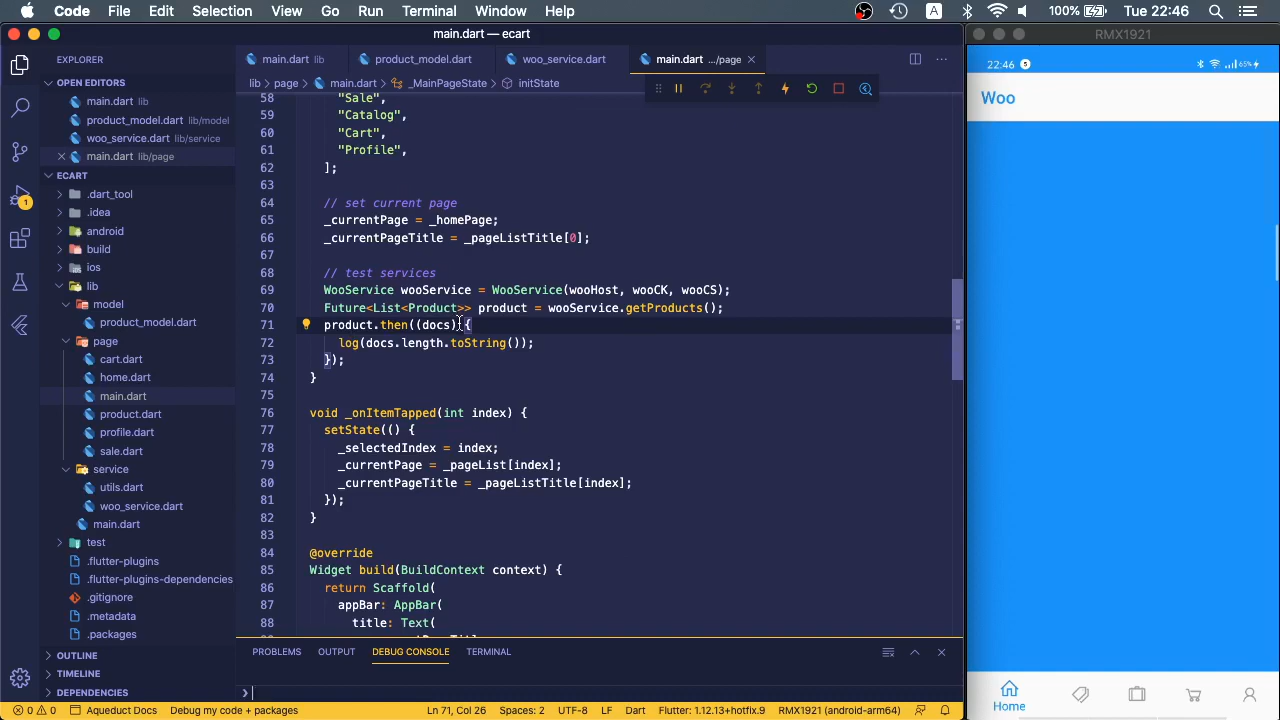 Code File Edit Selection View Go Run Terminal Window Help
A 100% Tue 22:46
main.dart — ecart
RMX1921
EXPLORER
OPEN EDITORS
main.dart lib
product_model.dart lib/model
woo_service.dart lib/service
main.dart lib/page
ECART
.dart_tool
.idea
android
build
ios
lib
model
product_model.dart
page
cart.dart
home.dart
main.dart
product.dart
profile.dart
sale.dart
service
utils.dart
woo_service.dart
main.dart
test
.flutter-plugins
.flutter-plugins-dependencies
.gitignore
.metadata
.packages
OUTLINE
TIMELINE
DEPENDENCIES
1
main.dart lib product_model.dart woo_service.dart main.dart .../page
lib page main.dart _MainPageState initState
58 "Sale",
59 "Catalog",
60 "Cart",
61 "Profile",
62 ];
63
64 // set current page
65 _currentPage = _homePage;
66 _currentPageTitle = _pageListTitle[0];
67
68 // test services
69 WooService wooService = WooService(wooHost, wooCK, wooCS);
70 Future<List<Product>> product = wooService.getProducts();
71 product.then((docs) {
72 log(docs.length.toString());
73 });
74 }
75
76 void _onItemTapped(int index) {
77 setState(() {
78 _selectedIndex = index;
79 _currentPage = _pageList[index];
80 _currentPageTitle = _pageListTitle[index];
81 });
82 }
83
84 @override
85 Widget build(BuildContext context) {
86 return Scaffold(
87 appBar: AppBar(
88 title: Text(
PROBLEMS OUTPUT DEBUG CONSOLE TERMINAL
0 0 Aqueduct Docs Debug my code + packages Ln 71, Col 26 Spaces: 2 UTF-8 LF Dart Flutter: 1.12.13+hotfix.9 RMX1921 (android-arm64)
22:46 5 65%
Woo
Home